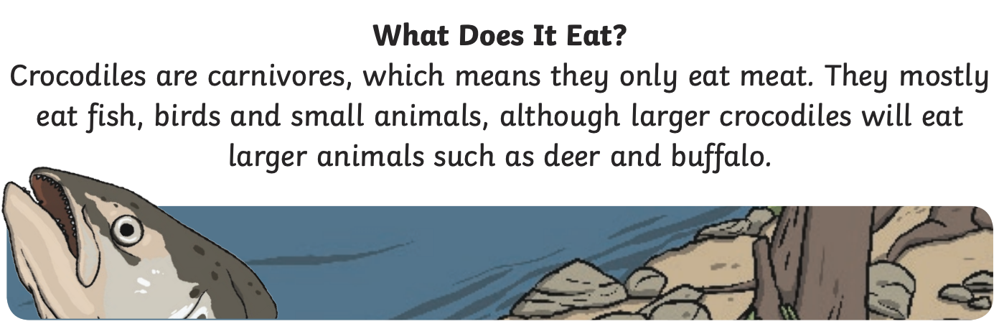 What Does It Eat?
Crocodiles are carnivores, which means they only eat meat. They mostly
eat fish, birds and small animals, although larger crocodiles will eat
larger animals such as deer and buffalo.